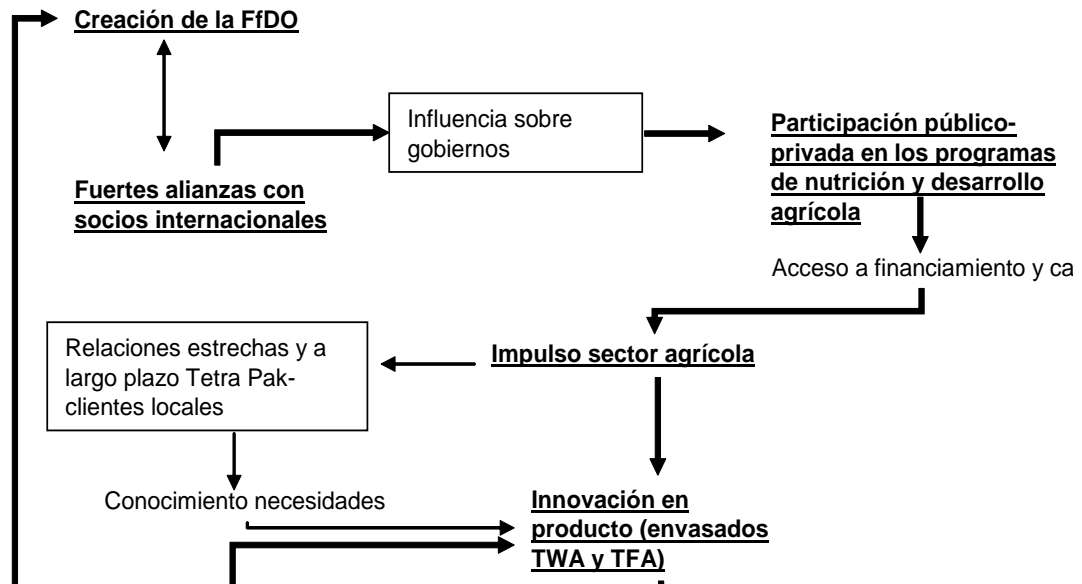 Creación de la FfDO
Influencia sobre
gobiernos
Participación público-
privada en los programas
de nutrición y desarrollo
agrícola
Fuertes alianzas con
socios internacionales
Acceso a financiamiento y ca
Relaciones estrechas y a
largo plazo Tetra Pak-
clientes locales
Impulso sector agrícola
Conocimiento necesidades
Innovación en
producto (envasados
TWA y TFA)